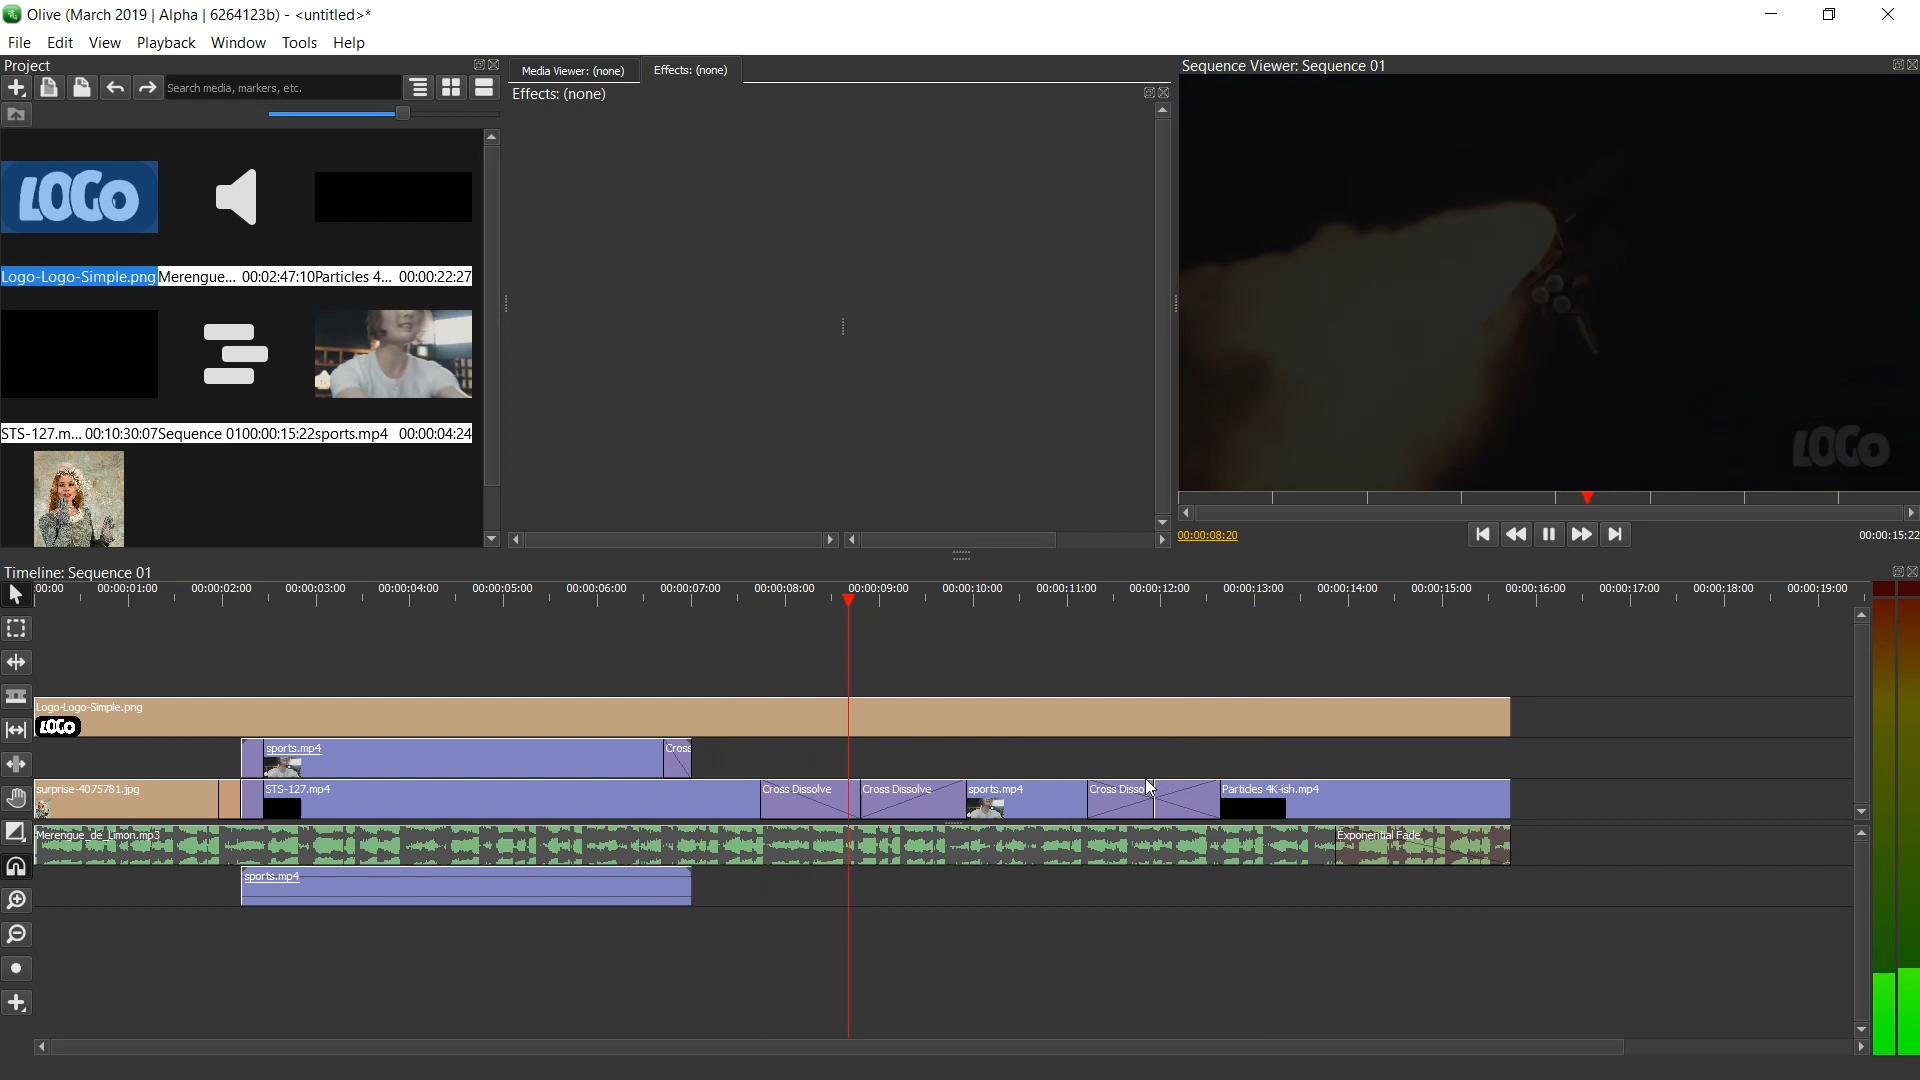 Olive (March 2019 | Alpha | 6264123b) - <untitled>*
File Edit View Playback Window Tools Help
Project
Search media, markers, etc.
LOGO
Logo-Logo-Simple.png Merengue... 00:02:47:10 Particles 4... 00:00:22:27
STS-127.m... 00:10:30:07 Sequence 01 00:00:15:22 sports.mp4 00:00:04:24
Media Viewer: (none) Effects: (none)
Effects: (none)
Sequence Viewer: Sequence 01
LOGO
00:00:08:20
00:00:15:22
Timeline: Sequence 01
:00:00 00:00:01:00 00:00:02:00 00:00:03:00 00:00:04:00 00:00:05:00 00:00:06:00 00:00:07:00 00:00:08:00 00:00:09:00 00:00:10:00 00:00:11:00 00:00:12:00 00:00:13:00 00:00:14:00 00:00:15:00 00:00:16:00 00:00:17:00 00:00:18:00 00:00:19:00
Logo-Logo-Simple.png
LOGO
sports.mp4 Cross
surprise-4075781.jpg STS-127.mp4 Cross Dissolve Cross Dissolve sports.mp4 Cross Disso Particles 4K-ish.mp4
Merengue_de_Limon.mp3 Exponential Fade
sports.mp4